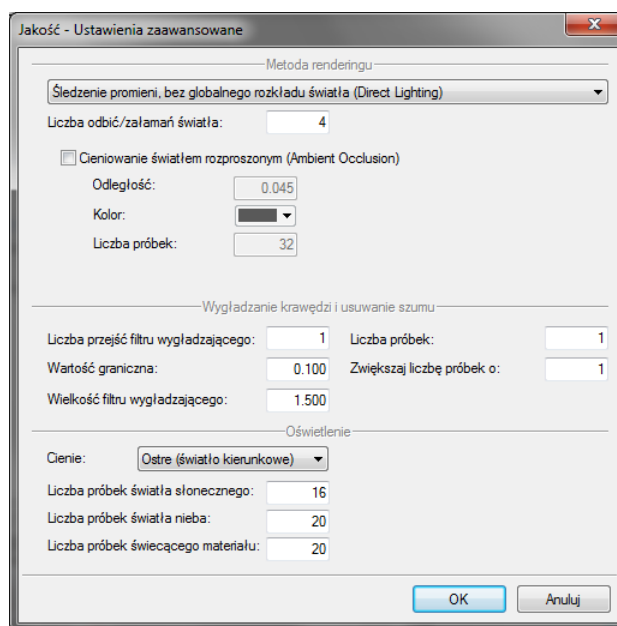 Jakość - Ustawienia zaawansowane
Metoda renderingu
Śledzenie promieni, bez globalnego rozkładu światła (Direct Lighting)
Liczba odbić/załamań światła: 4
Cieniowanie światłem rozproszonym (Ambient Occlusion)
Odległość: 0.045
Kolor:
Liczba próbek: 32
Wygładzanie krawędzi i usuwanie szumu
Liczba przejść filtru wygładzającego: 1 Liczba próbek: 1
Wartość graniczna: 0.100 Zwiększaj liczbę próbek o: 1
Wielkość filtru wygładzającego: 1.500
Oświetlenie
Cienie: Ostre (światło kierunkowe)
Liczba próbek światła słonecznego: 16
Liczba próbek światła nieba: 20
Liczba próbek świecącego materiału: 20
OK Anuluj